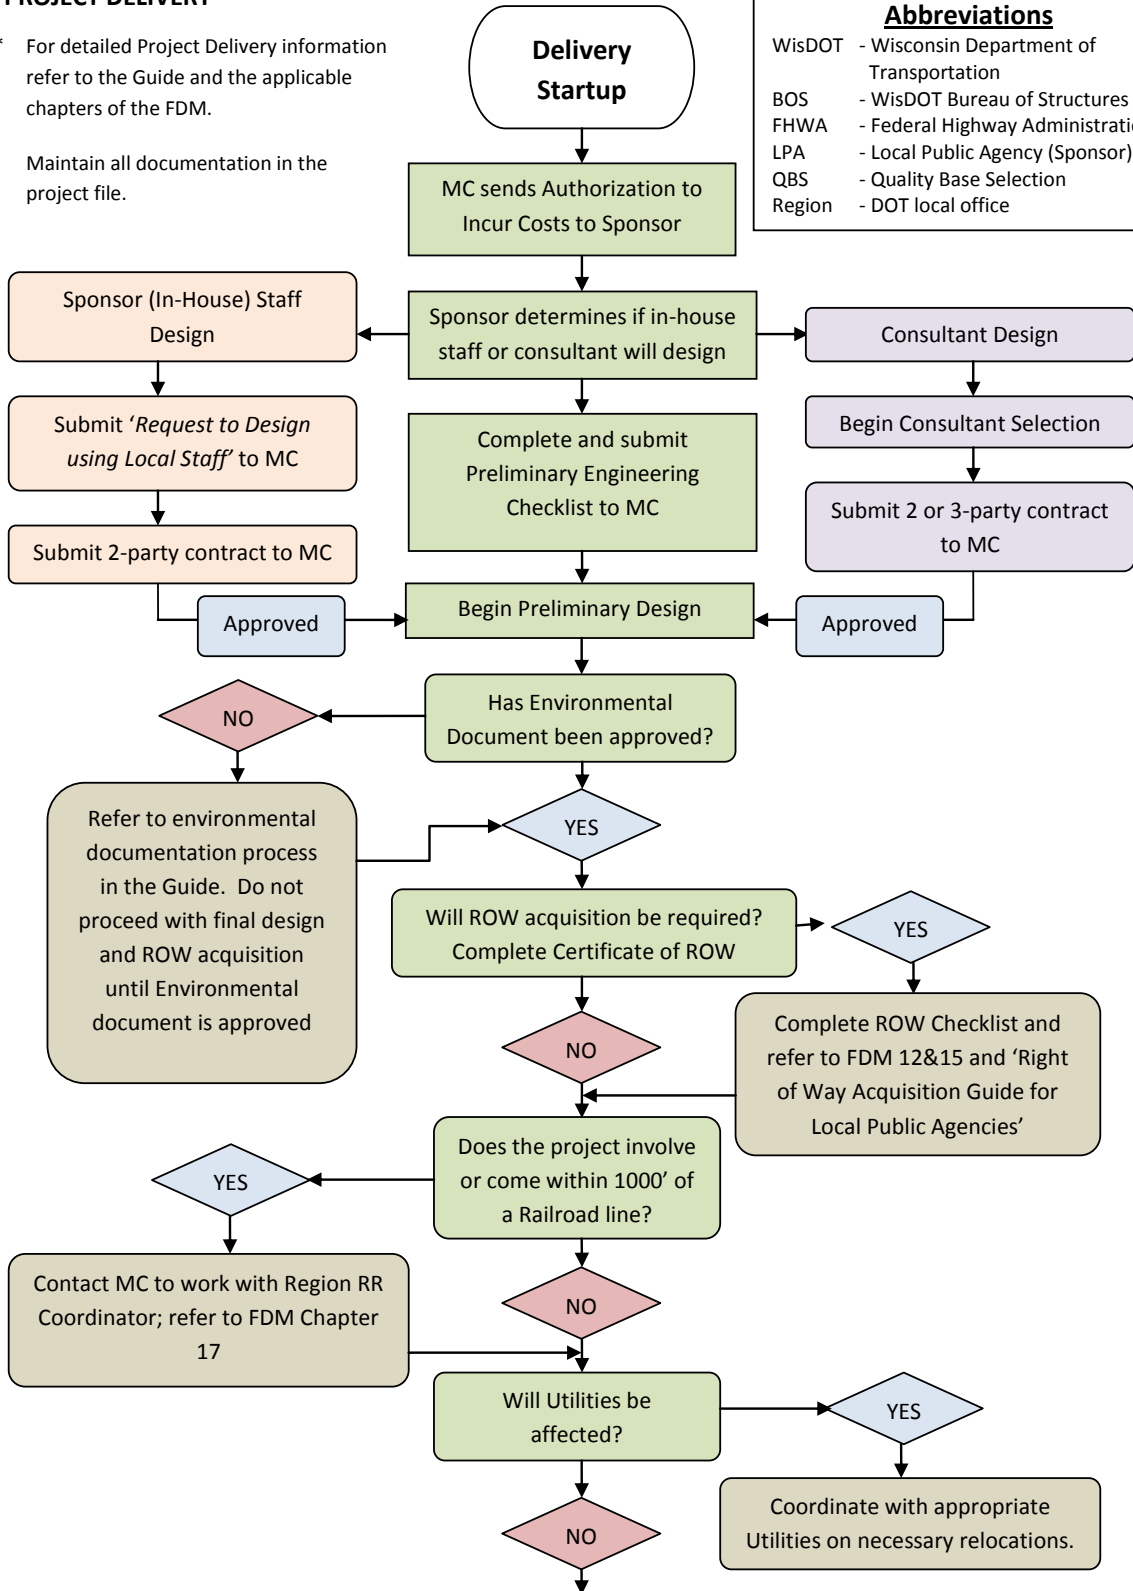 PROJECT DELIVERY
* For detailed Project Delivery information
refer to the Guide and the applicable
chapters of the FDM.
Maintain all documentation in the
project file.
Delivery
Startup
Abbreviations
WisDOT - Wisconsin Department of
Transportation
BOS - WisDOT Bureau of Structures
FHWA - Federal Highway
LPA - Local Public Agency (Sponsor)
QBS - Quality Base Selection
Region - DOT local office
MC sends Authorization to
Incur Costs to Sponsor
Sponsor (In-House) Staff
Design
Sponsor determines if in-house
staff or consultant will design
Consultant Design
Submit ‘Request to Design
using Local Staff’ to MC
Complete and submit
Preliminary Engineering
Checklist to MC
Begin Consultant Selection
Submit 2-party contract to MC
Submit 2 or 3-party contract
to MC
Approved
Begin Preliminary Design
Approved
Has Environmental
Document been approved?
NO
YES
Refer to environmental
documentation process
in the Guide. Do not
proceed with final design
and ROW acquisition
until Environmental
document is approved
Will ROW acquisition be required?
Complete Certificate of ROW
YES
NO
Complete ROW Checklist and
refer to FDM 12&15 and ‘Right
of Way Acquisition Guide for
Local Public Agencies’
Does the project involve
or come within 1000’ of
a Railroad line?
YES
Contact MC to work with Region RR
Coordinator; refer to FDM Chapter
17
NO
Will Utilities be
affected?
YES
Coordinate with appropriate
Utilities on necessary relocations.
NO